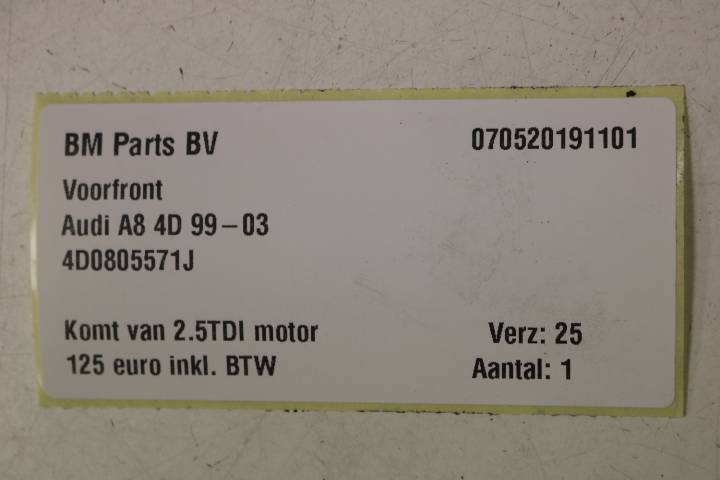 BM Parts BV 070520191101
Voorfront
Audi A8 4D 99-03
4D0805571J
Komt van 2.5TDI motor Verz: 25
125 euro inkl. BTW Aantal: 1